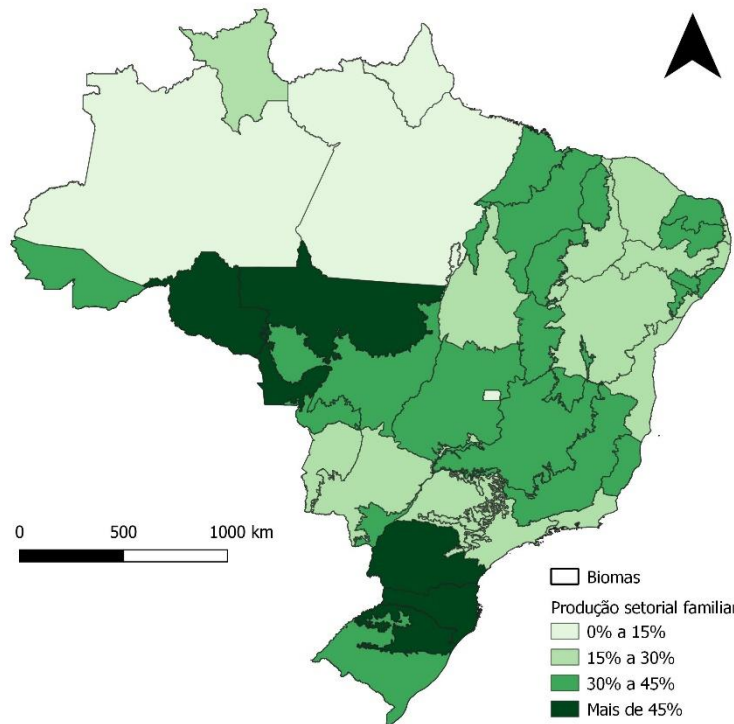 0 500 1000 km
Biomas
Produção setorial familiar
0% a 15%
15% a 30%
30% a 45%
Mais de 45%